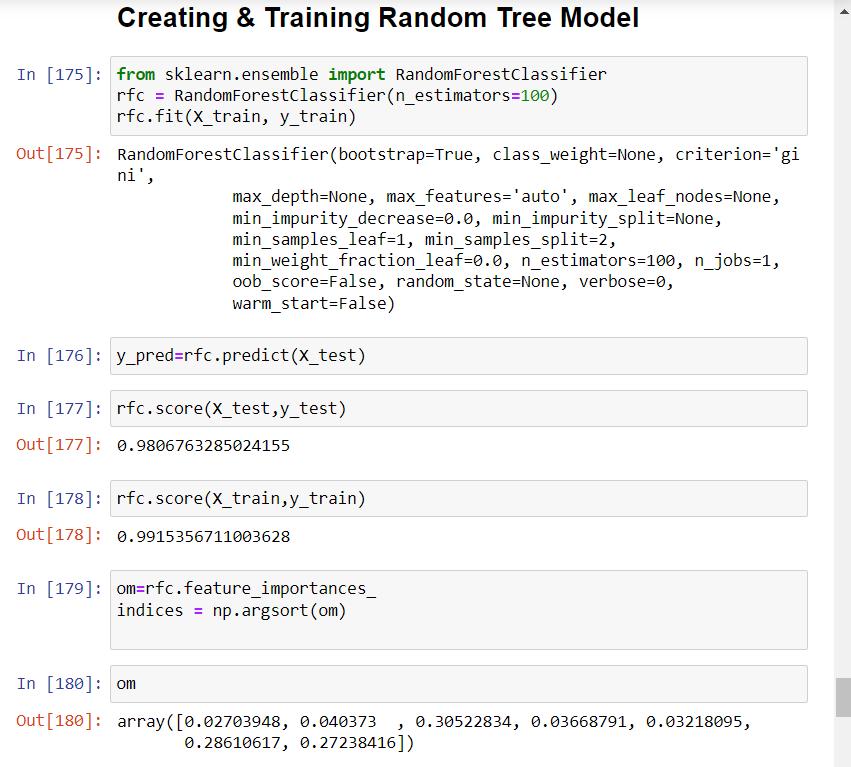 Creating & Training Random Tree Model
In [175]: from sklearn.ensemble import RandomForestClassifier
rfc = RandomForestClassifier(n_estimators=100)
rfc.fit(X_train, y_train)
Out[175]: RandomForestClassifier(bootstrap=True, class_weight=None, criterion='gi
ni',
max_depth=None, max_features='auto', max_leaf_nodes=None,
min_impurity_decrease=0.0, min_impurity_split=None,
min_samples_leaf=1, min_samples_split=2,
min_weight_fraction_leaf=0.0, n_estimators=100, n_jobs=1,
oob_score=False, random_state=None, verbose=0,
warm_start=False)
In [176]: y_pred=rfc.predict(X_test)
In [177]: rfc.score(X_test,y_test)
Out[177]: 0.9806763285024155
In [178]: rfc.score(X_train,y_train)
Out[178]: 0.9915356711003628
In [179]: om=rfc.feature_importances_
indices = np.argsort(om)
In [180]: om
Out[180]: array([0.02703948, 0.040373  , 0.30522834, 0.03668791, 0.03218095,
0.28610617, 0.27238416])